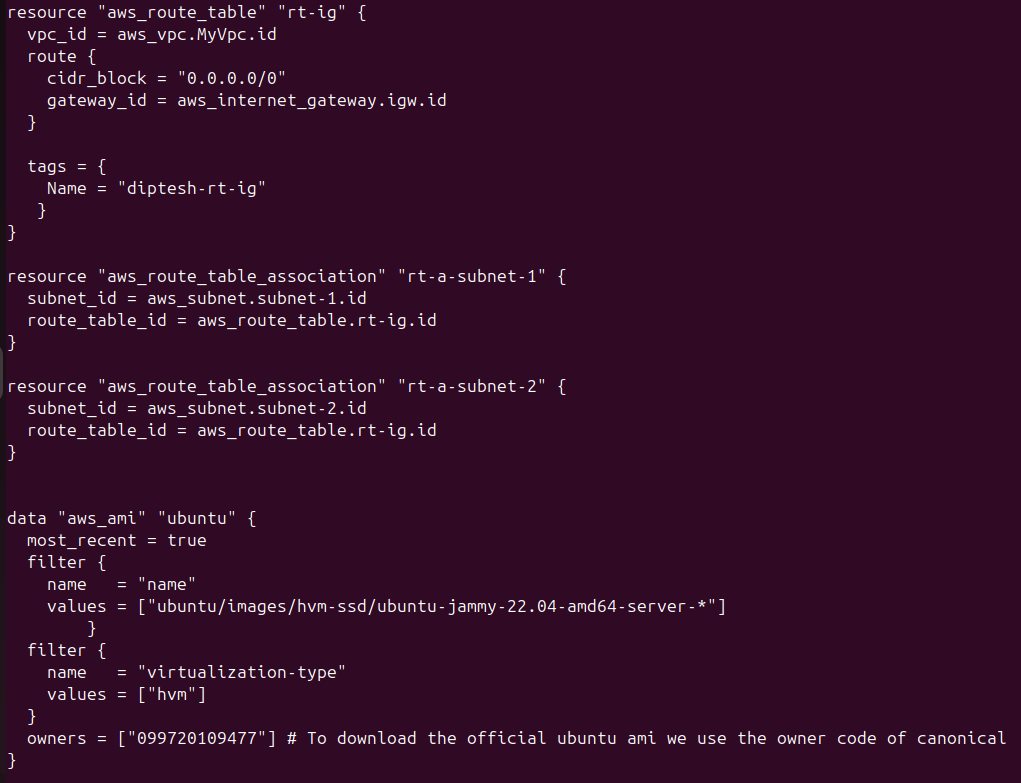 resource "aws_route_table" "rt-ig" {
  vpc_id = aws_vpc.MyVpc.id
  route {
    cidr_block = "0.0.0.0/0"
    gateway_id = aws_internet_gateway.igw.id
  }

  tags = {
    Name = "diptesh-rt-ig"
   }
}

resource "aws_route_table_association" "rt-a-subnet-1" {
  subnet_id = aws_subnet.subnet-1.id
  route_table_id = aws_route_table.rt-ig.id
}

resource "aws_route_table_association" "rt-a-subnet-2" {
  subnet_id = aws_subnet.subnet-2.id
  route_table_id = aws_route_table.rt-ig.id
}


data "aws_ami" "ubuntu" {
  most_recent = true
  filter {
    name   = "name"
    values = ["ubuntu/images/hvm-ssd/ubuntu-jammy-22.04-amd64-server-*"]
        }
  filter {
    name   = "virtualization-type"
    values = ["hvm"]
  }
  owners = ["099720109477"] # To download the official ubuntu ami we use the owner code of canonical
}